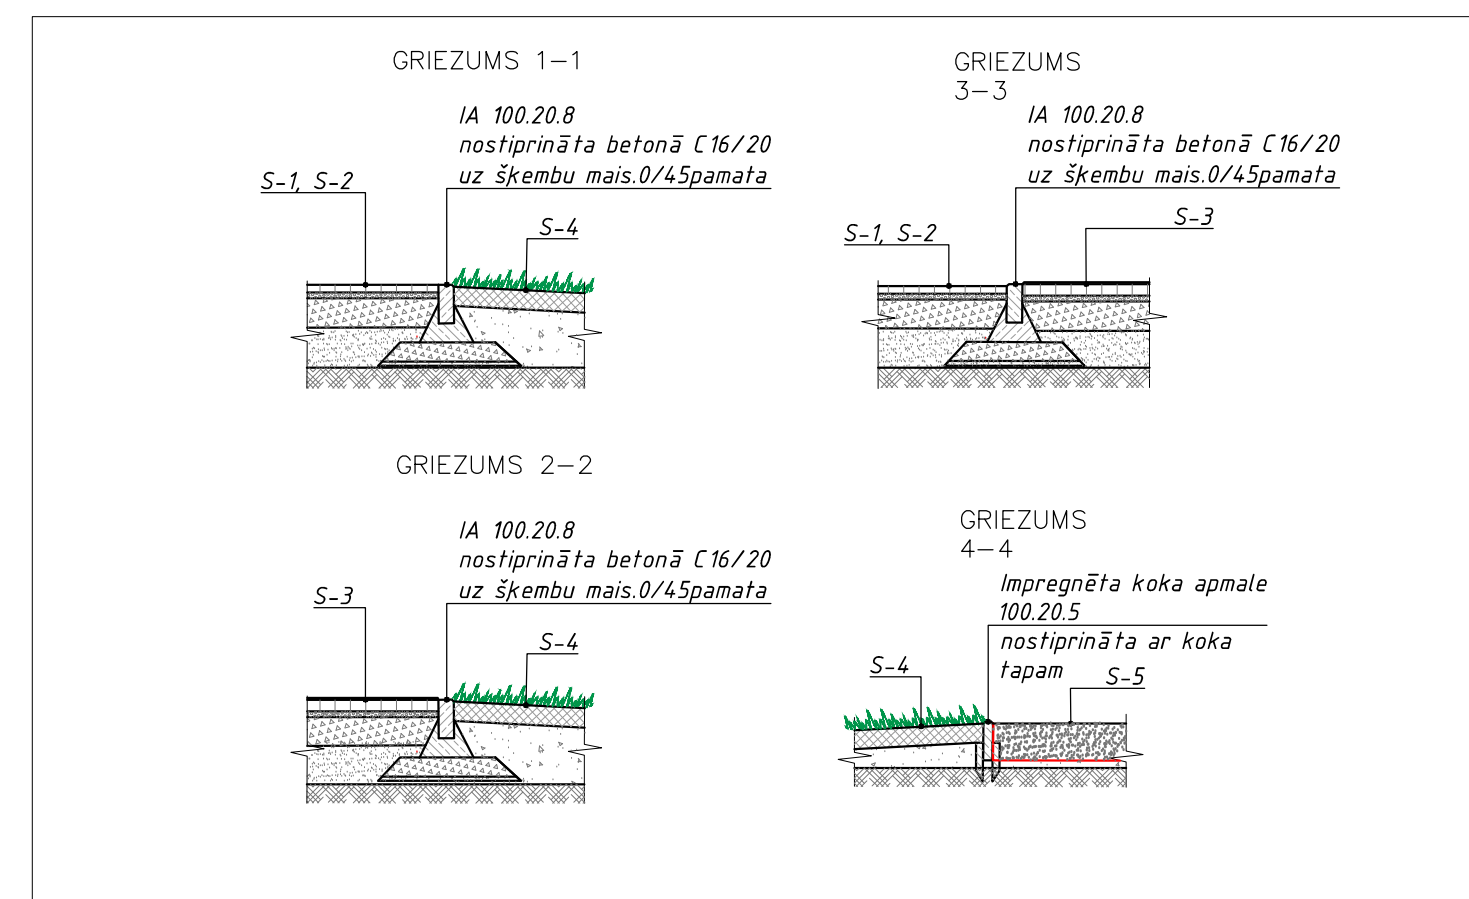 GRIEZUMS 1-1
IA 100.20.8
nostiprināta betonā C16/20
uz šķembu mais.0/45pamata
S-1, S-2
S-4
GRIEZUMS
3-3
IA 100.20.8
nostiprināta betonā C16/20
uz šķembu mais.0/45pamata
S-3
S-1, S-2
GRIEZUMS 2-2
IA 100.20.8
nostiprināta betonā C16/20
uz šķembu mais.0/45pamata
S-3
S-4
GRIEZUMS
4-4
Impregnēta koka apmale
100.20.5
nostiprināta ar koka
tapam
S-4
S-5